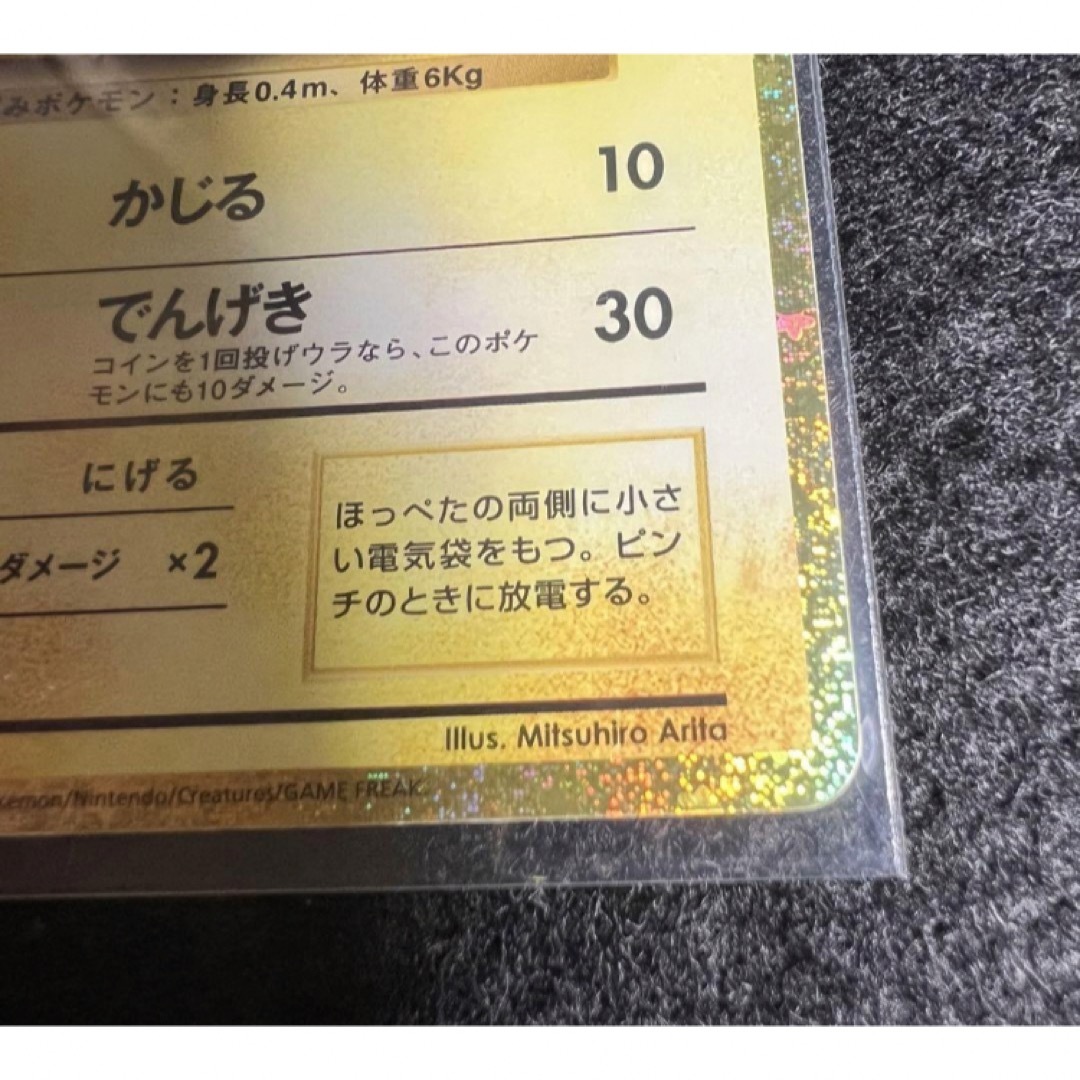 みポケモン：身長0.4m、体重6Kg
かじる 10
でんげき 30
コインを1回投げウラなら、このポケ
モンにも10ダメージ。
にげる
ダメージ ×2
ほっぺたの両側に小さ
い電気袋をもつ。ピン
チのときに放電する。
Illus. Mitsuhiro Arita
kemon/Nintendo/Creatures/GAME FREAK.